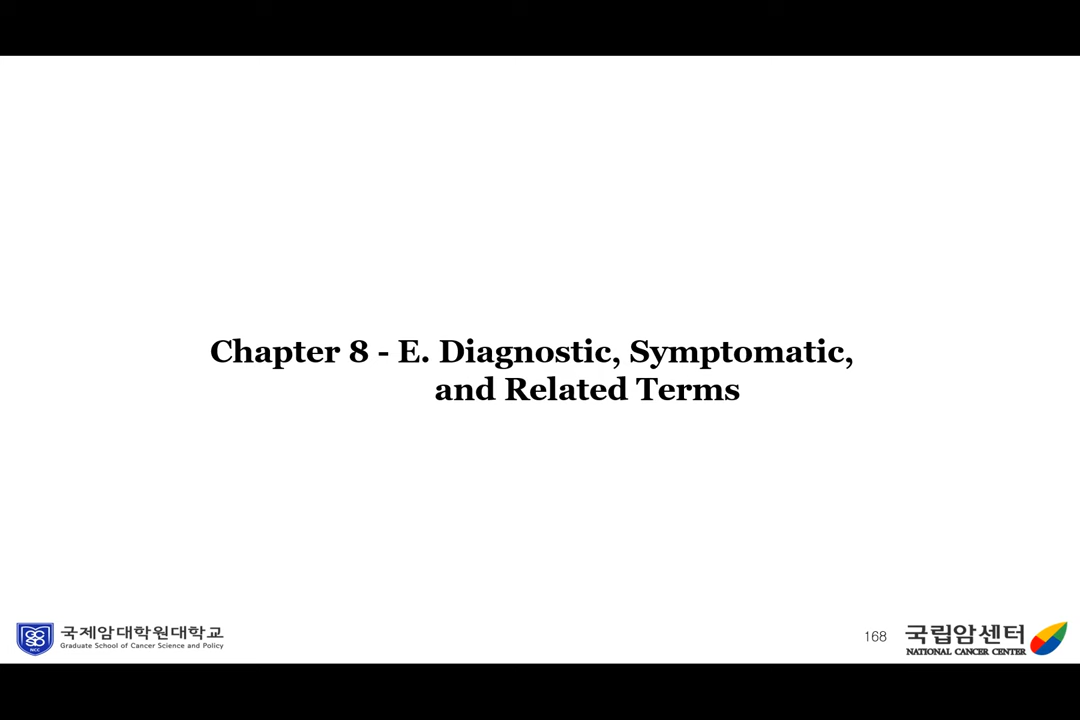 Chapter 8 - E. Diagnostic, Symptomatic,
and Related Terms
NCC
국제암대학원대학교
Graduate School of Cancer Science and Policy
168
국립암센터
NATIONAL CANCER CENTER